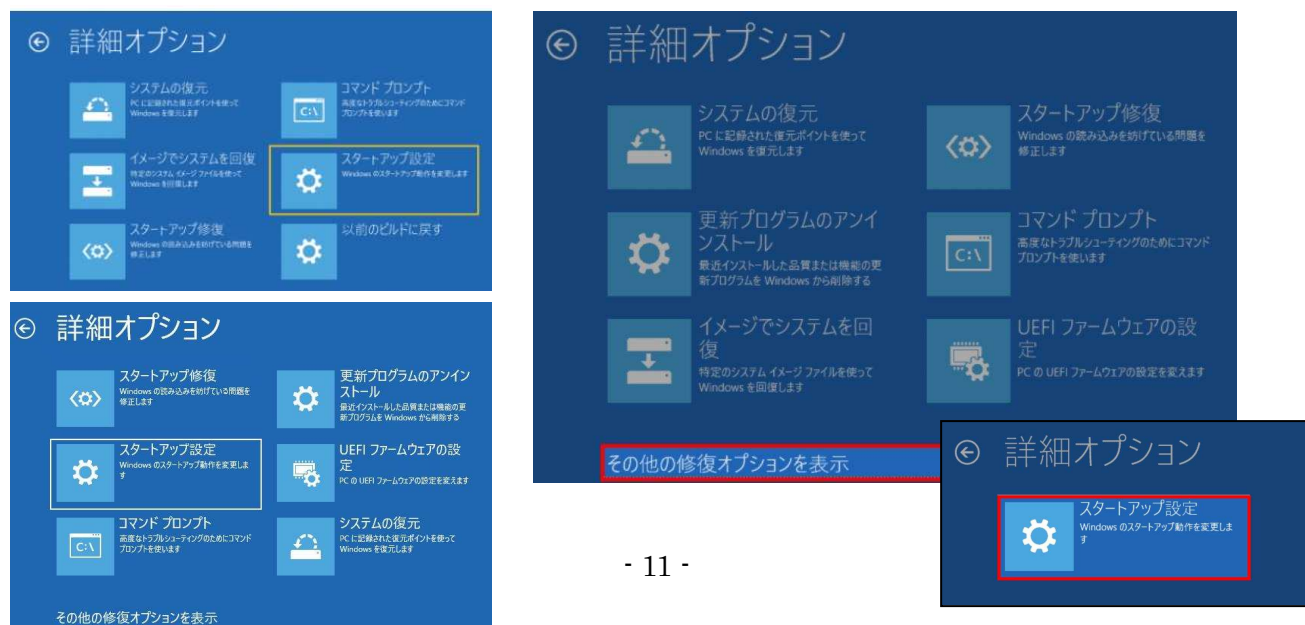 詳細オプション
システムの復元
PC に記録された復元ポイントを使って
Windows を復元します
コマンド プロンプト
高度なトラブルシューティングのためにコマンド
プロンプトを使います
C:\
イメージでシステムを回復
特定のシステム イメージ ファイルを使って
Windows を回復します
スタートアップ設定
Windows のスタートアップ動作を変更します
スタートアップ修復
Windows の読み込みを妨げている問題を
修正します
以前のビルドに戻す
詳細オプション
スタートアップ修復
Windows の読み込みを妨げている問題を
修正します
更新プログラムのアンイン
ストール
最近インストールした品質または機能の更
新プログラムを Windows から削除する
スタートアップ設定
Windows のスタートアップ動作を変更しま
す
UEFI ファームウェアの設
定
PC の UEFI ファームウェアの設定を変えます
コマンド プロンプト
高度なトラブルシューティングのためにコマンド
プロンプトを使います
C:\
システムの復元
PC に記録された復元ポイントを使って
Windows を復元します
その他の修復オプションを表示
詳細オプション
システムの復元
PC に記録された復元ポイントを使って
Windows を復元します
スタートアップ修復
Windows の読み込みを妨げている問題を
修正します
更新プログラムのアンイ
ンストール
最近インストールした品質または機能の更
新プログラムを Windows から削除する
コマンド プロンプト
高度なトラブルシューティングのためにコマンド
プロンプトを使います
C:\
イメージでシステムを回
復
特定のシステム イメージ ファイルを使って
Windows を回復します
UEFI ファームウェアの設
定
PC の UEFI ファームウェアの設定を変えます
その他の修復オプションを表示
詳細オプション
スタートアップ設定
Windows のスタートアップ動作を変更しま
す
- 11 -